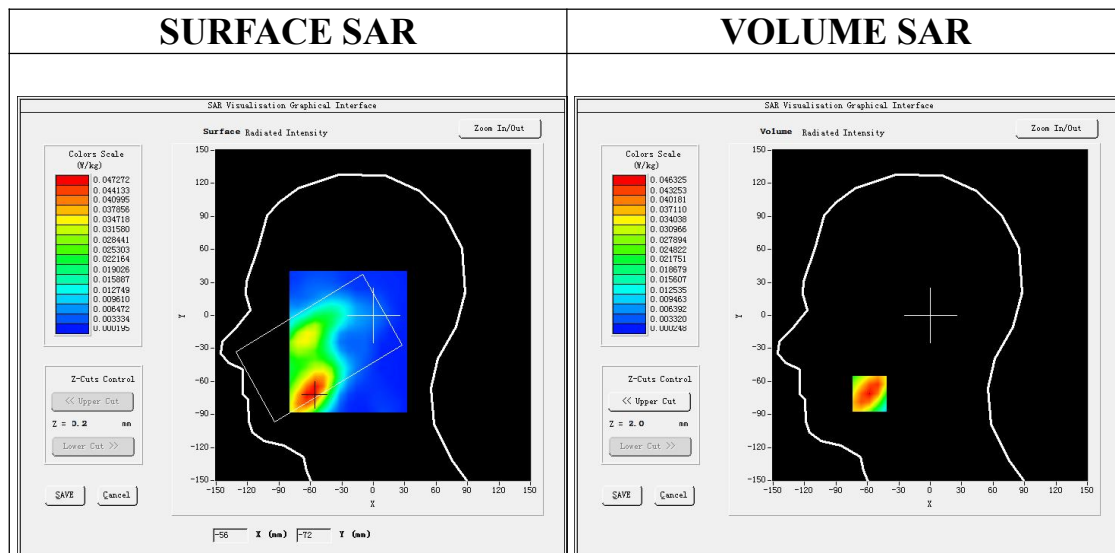 SURFACE SAR
VOLUME SAR
SAR Visualisation Graphical Interface
Surface Radiated Intensity
Zoom In/Out
Colors Scale
(W/kg)
0.047272
0.044133
0.040995
0.037856
0.034718
0.031580
0.028441
0.025303
0.022164
0.019026
0.015887
0.012749
0.009610
0.006472
0.003334
0.000195
Z-Cuts Control
<< Upper Cut
Z = 3.2 mm
Lower Cut >>
SAVE
Cancel
150
120
90
60
30
0
-30
-60
-90
-120
-150
Y
-150 -120 -90 -60 -30 0 30 60 90 120 150
X
-56 X (mm) -72 Y (mm)
SAR Visualisation Graphical Interface
Volume Radiated Intensity
Zoom In/Out
Colors Scale
(W/kg)
0.046325
0.043253
0.040181
0.037110
0.034038
0.030966
0.027894
0.024822
0.021751
0.018679
0.015607
0.012535
0.009463
0.006392
0.003320
0.000248
Z-Cuts Control
<< Upper Cut
Z = 2.0 mm
Lower Cut >>
SAVE
Cancel
150
120
90
60
30
0
-30
-60
-90
-120
-150
Y
-150 -120 -90 -60 -30 0 30 60 90 120 150
X